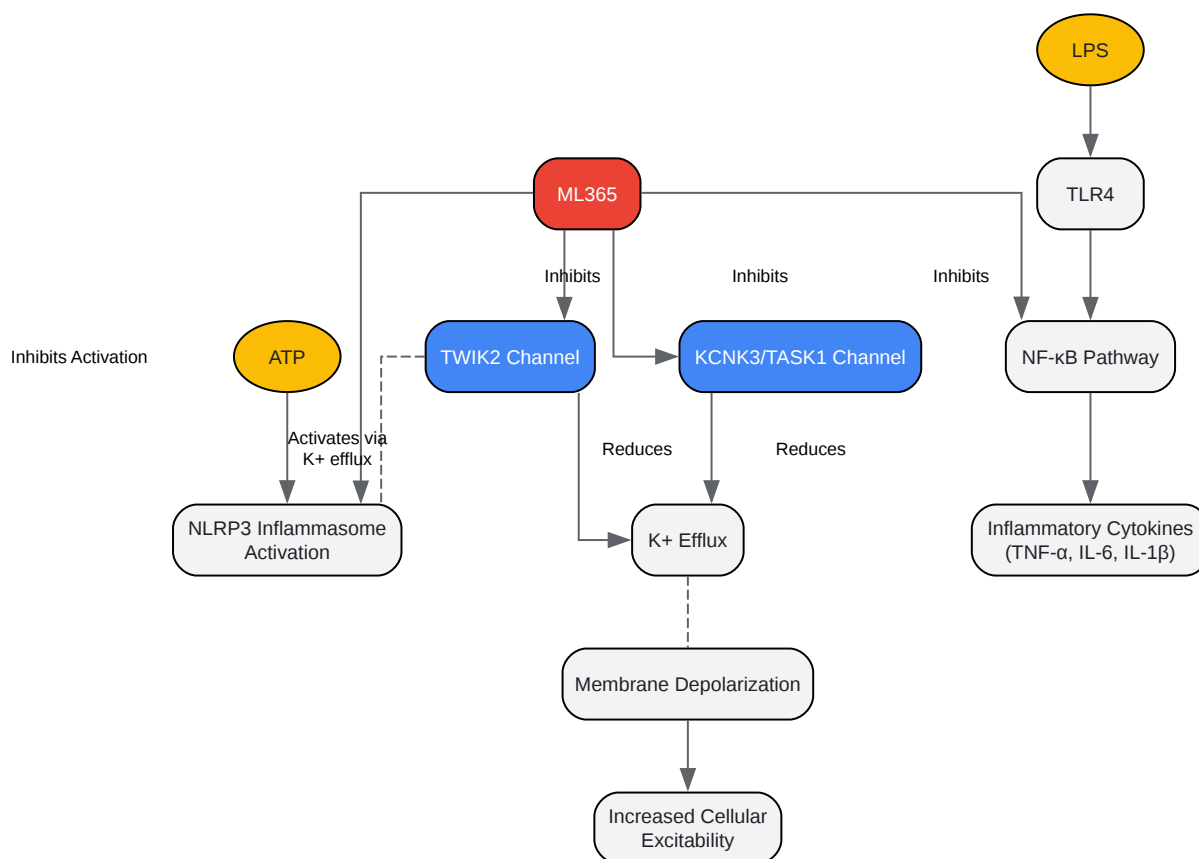 LPS
ML365
TLR4
Inhibits
Inhibits
Inhibits
Inhibits Activation
ATP
TWIK2 Channel
KCNK3/TASK1 Channel
NF-κB Pathway
Activates via
K+ efflux
Reduces
Reduces
NLRP3 Inflammasome
Activation
K+ Efflux
Inflammatory Cytokines
(TNF-α, IL-6, IL-1β)
Membrane Depolarization
Increased Cellular
Excitability